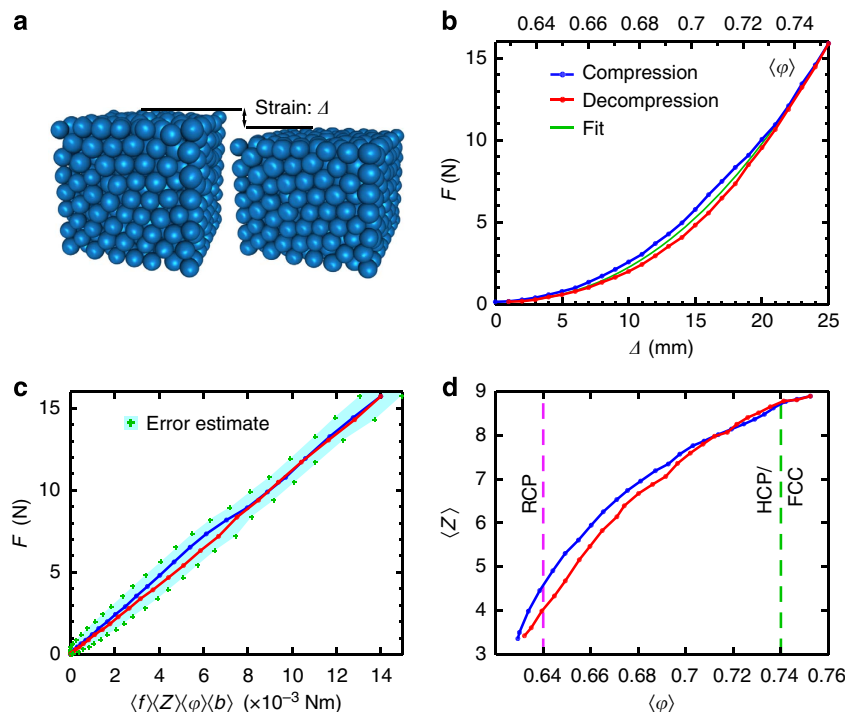 a
Strain: Δ
b
0.64 0.66 0.68 0.7 0.72 0.74
⟨φ⟩
Compression
Decompression
Fit
F (N)
15
10
5
0
0 5 10 15 20 25
Δ (mm)
c
Error estimate
F (N)
15
10
5
0
0 2 4 6 8 10 12 14
⟨f⟩⟨Z⟩⟨φ⟩⟨b⟩ (×10⁻³ Nm)
d
⟨Z⟩
9
8
7
6
5
4
3
RCP
HCP/
FCC
0.64 0.66 0.68 0.7 0.72 0.74 0.76
⟨φ⟩